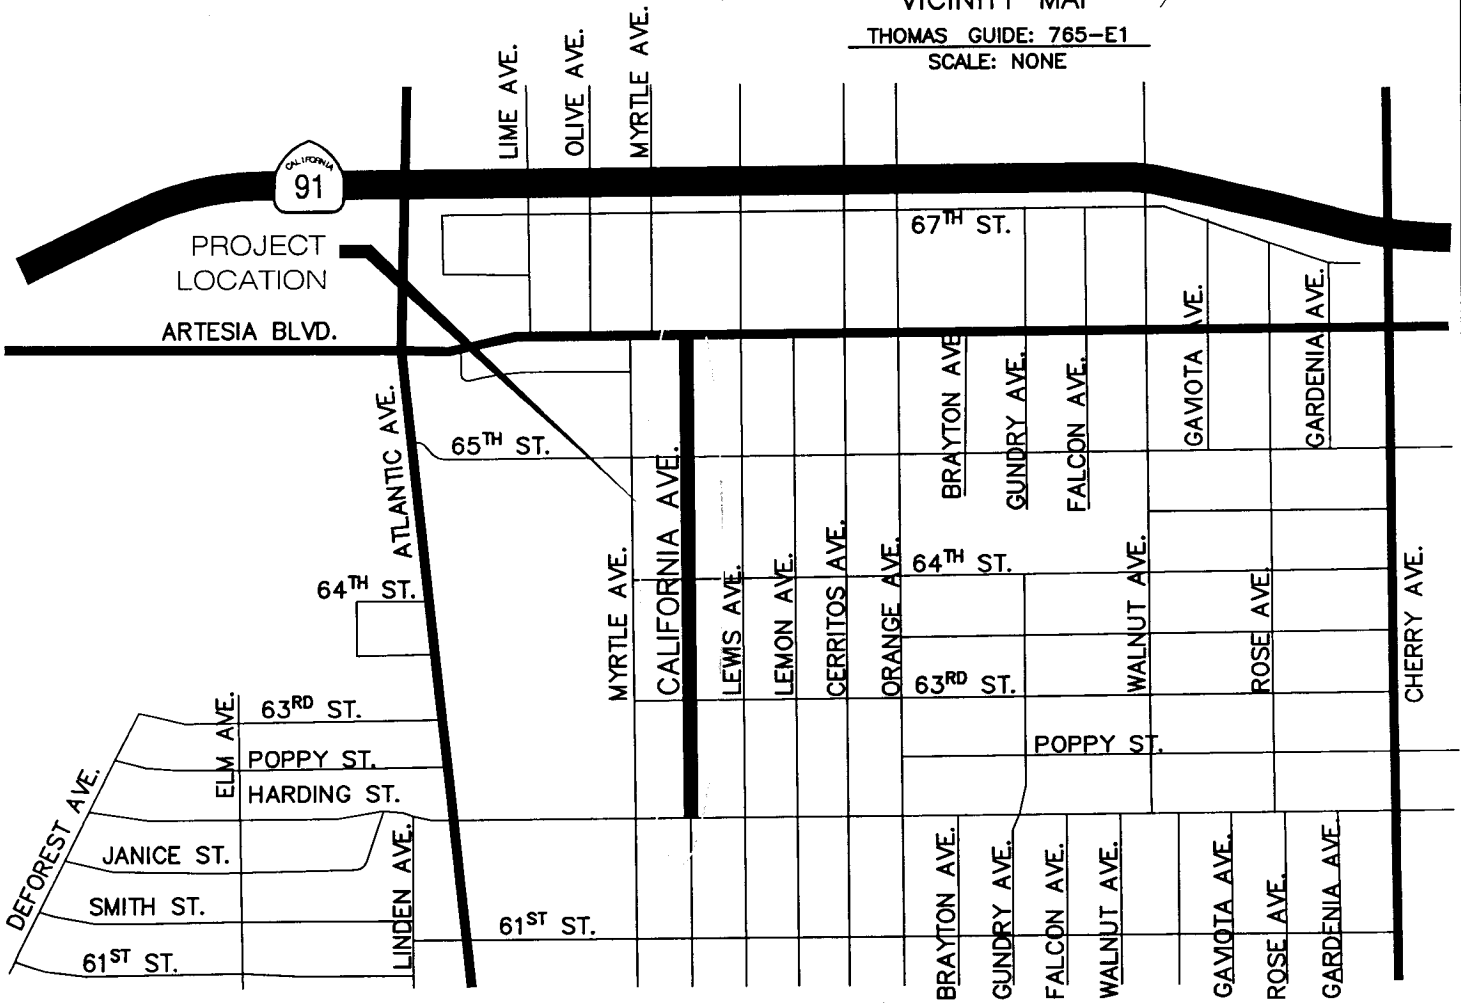 VICINITY MAP
THOMAS GUIDE: 765-E1
SCALE: NONE
LIME AVE.
OLIVE AVE.
MYRTLE AVE.
CALIFORNIA
91
67TH ST.
PROJECT
LOCATION
ARTESIA BLVD.
GAVIOTA AVE.
GARDENIA AVE.
BRAYTON AVE
GUNDRY AVE.
FALCON AVE.
ATLANTIC AVE.
65TH ST.
MYRTLE AVE.
CALIFORNIA AVE.
LEWIS AVE.
LEMON AVE.
CERRITOS AVE.
ORANGE AVE.
64TH ST.
WALNUT AVE.
ROSE AVE.
CHERRY AVE.
64TH ST.
63RD ST.
ELM AVE.
63RD ST.
POPPY ST.
POPPY ST.
HARDING ST.
DEFOREST AVE.
JANICE ST.
SMITH ST.
61ST ST.
LINDEN AVE.
61ST ST.
BRAYTON AVE.
GUNDRY AVE.
FALCON AVE.
WALNUT AVE.
GAVIOTA AVE.
ROSE AVE.
GARDENIA AVE.